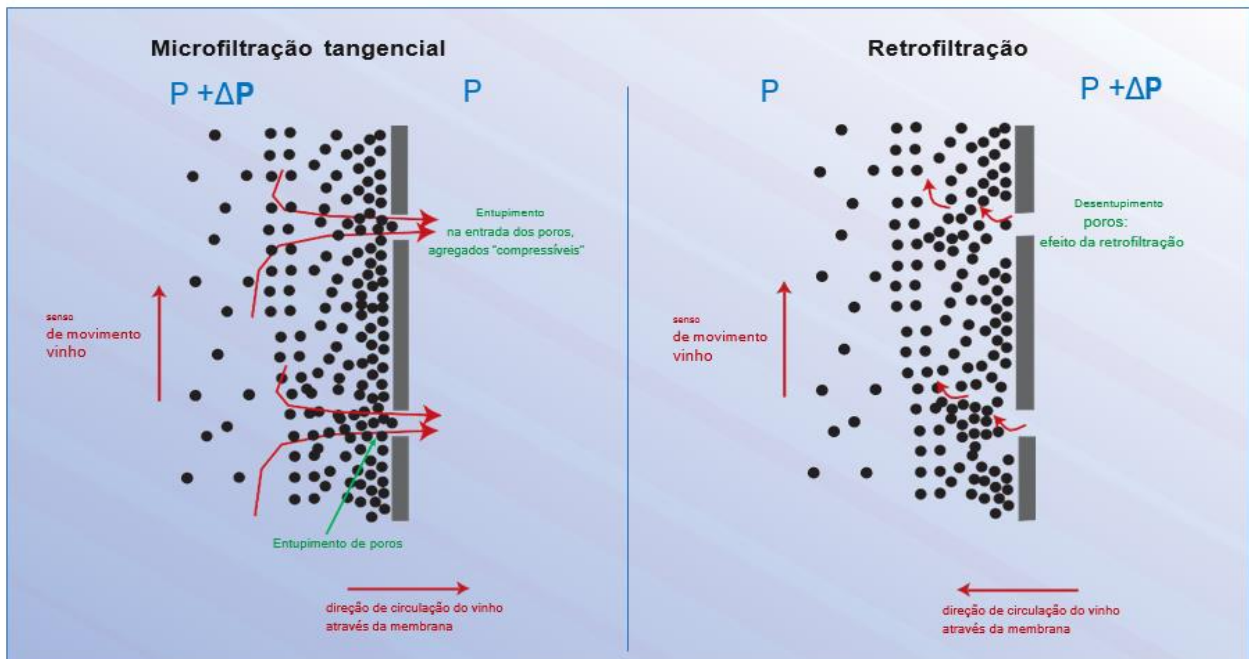 Microfiltração tangencial
P +ΔP
P
Entupimento
na entrada dos poros,
agregados "compressíveis"
senso
de movimento
vinho
Entupimento de poros
direção de circulação do vinho
através da membrana
Retrofiltração
P
P +ΔP
Desentupimento
poros:
efeito da retrofiltração
senso
de movimento
vinho
direção de circulação do vinho
através da membrana